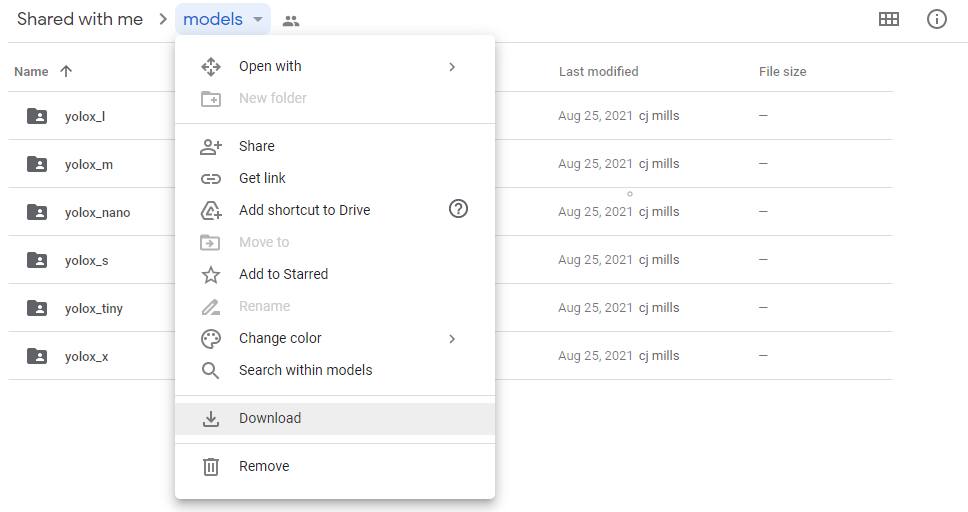 Shared with me > models
Name Last modified File size
Open with
New folder
yolox_l Aug 25, 2021 cj mills —
Share
yolox_m Aug 25, 2021 cj mills —
Get link
yolox_nano Add shortcut to Drive ? Aug 25, 2021 cj mills —
Move to
yolox_s Aug 25, 2021 cj mills —
Add to Starred
yolox_tiny Rename Aug 25, 2021 cj mills —
Change color
yolox_x Aug 25, 2021 cj mills —
Search within models
Download
Remove